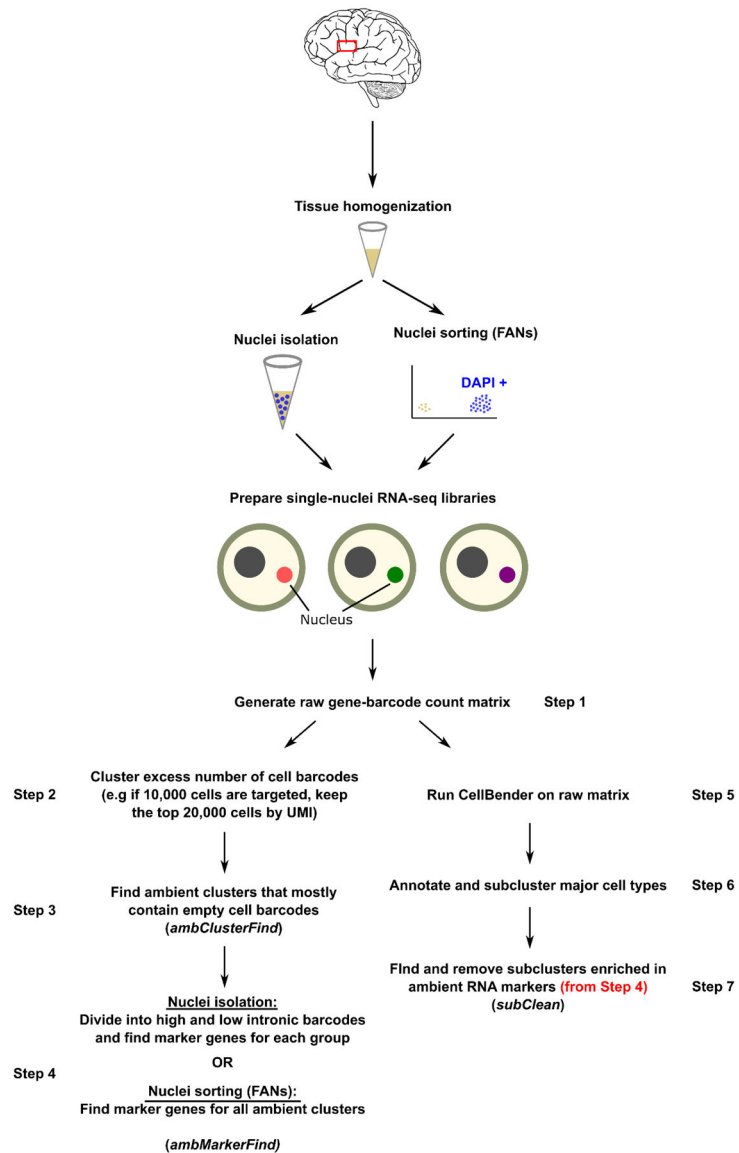 Tissue homogenization
Nuclei isolation
Nuclei sorting (FANs)
DAPI +
Prepare single-nuclei RNA-seq libraries
Nucleus
Generate raw gene-barcode count matrix
Step 1
Step 2
Cluster excess number of cell barcodes
(e.g if 10,000 cells are targeted, keep
the top 20,000 cells by UMI)
Step 3
Find ambient clusters that mostly
contain empty cell barcodes
(ambClusterFind)
Step 4
Nuclei isolation:
Divide into high and low intronic barcodes
and find marker genes for each group
OR
Nuclei sorting (FANs):
Find marker genes for all ambient clusters
(ambMarkerFind)
Run CellBender on raw matrix
Step 5
Annotate and subcluster major cell types
Step 6
FInd and remove subclusters enriched in
ambient RNA markers (from Step 4)
(subClean)
Step 7